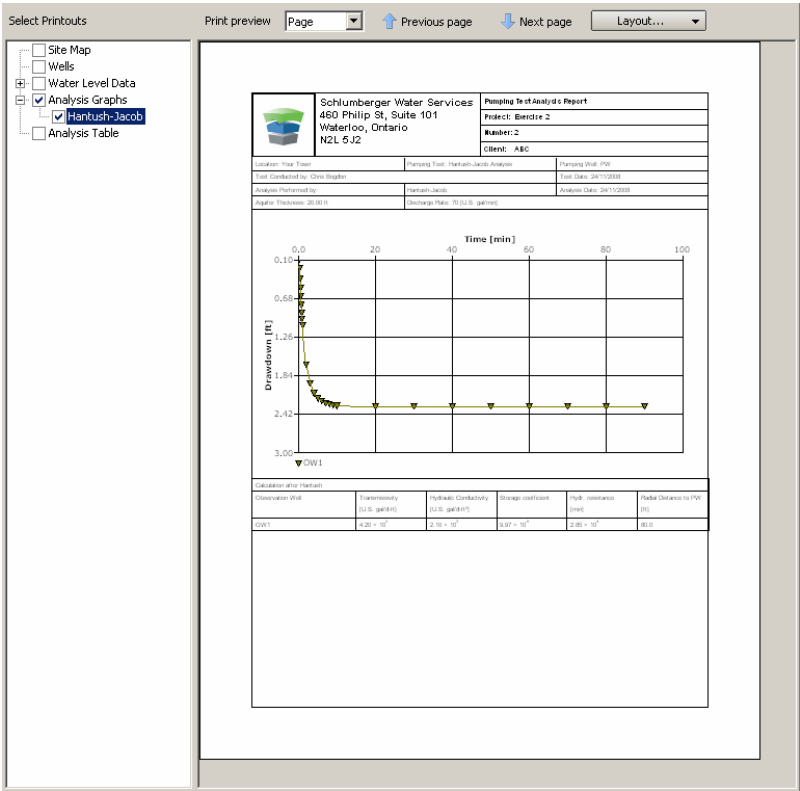 Select Printouts
Print preview Page Previous page Next page Layout...
Site Map
Wells
Water Level Data
Analysis Graphs
Hantush-Jacob
Analysis Table
Schlumberger Water Services
460 Philip St, Suite 101
Waterloo, Ontario
N2L 5J2
Pumping Test Analysis Report
Project: Exercise 2
Number: 2
Client: ABC
Location: Your Town Pumping Test: Hantush-Jacob Analysis Pumping Well: PW
Test Conducted by: Chris Bogdon Test Date: 24/11/2008
Analysis Performed by: Hantush-Jacob Analysis Date: 24/11/2008
Aquifer Thickness: 20.00 ft Discharge Rate: 70 [U.S. gal/min]
Time [min]
0.0 20 40 60 80 100
0.10
0.68
1.26
1.84
2.42
3.00
Drawdown [ft]
OW1
Calculation after Hantush
Observation Well Transmissivity Hydraulic Conductivity Storage coefficient Hydr. resistance Radial Distance to PW
[U.S. gal/d-ft] [U.S. gal/d-ft²] [min] [ft]
OW1 80.0